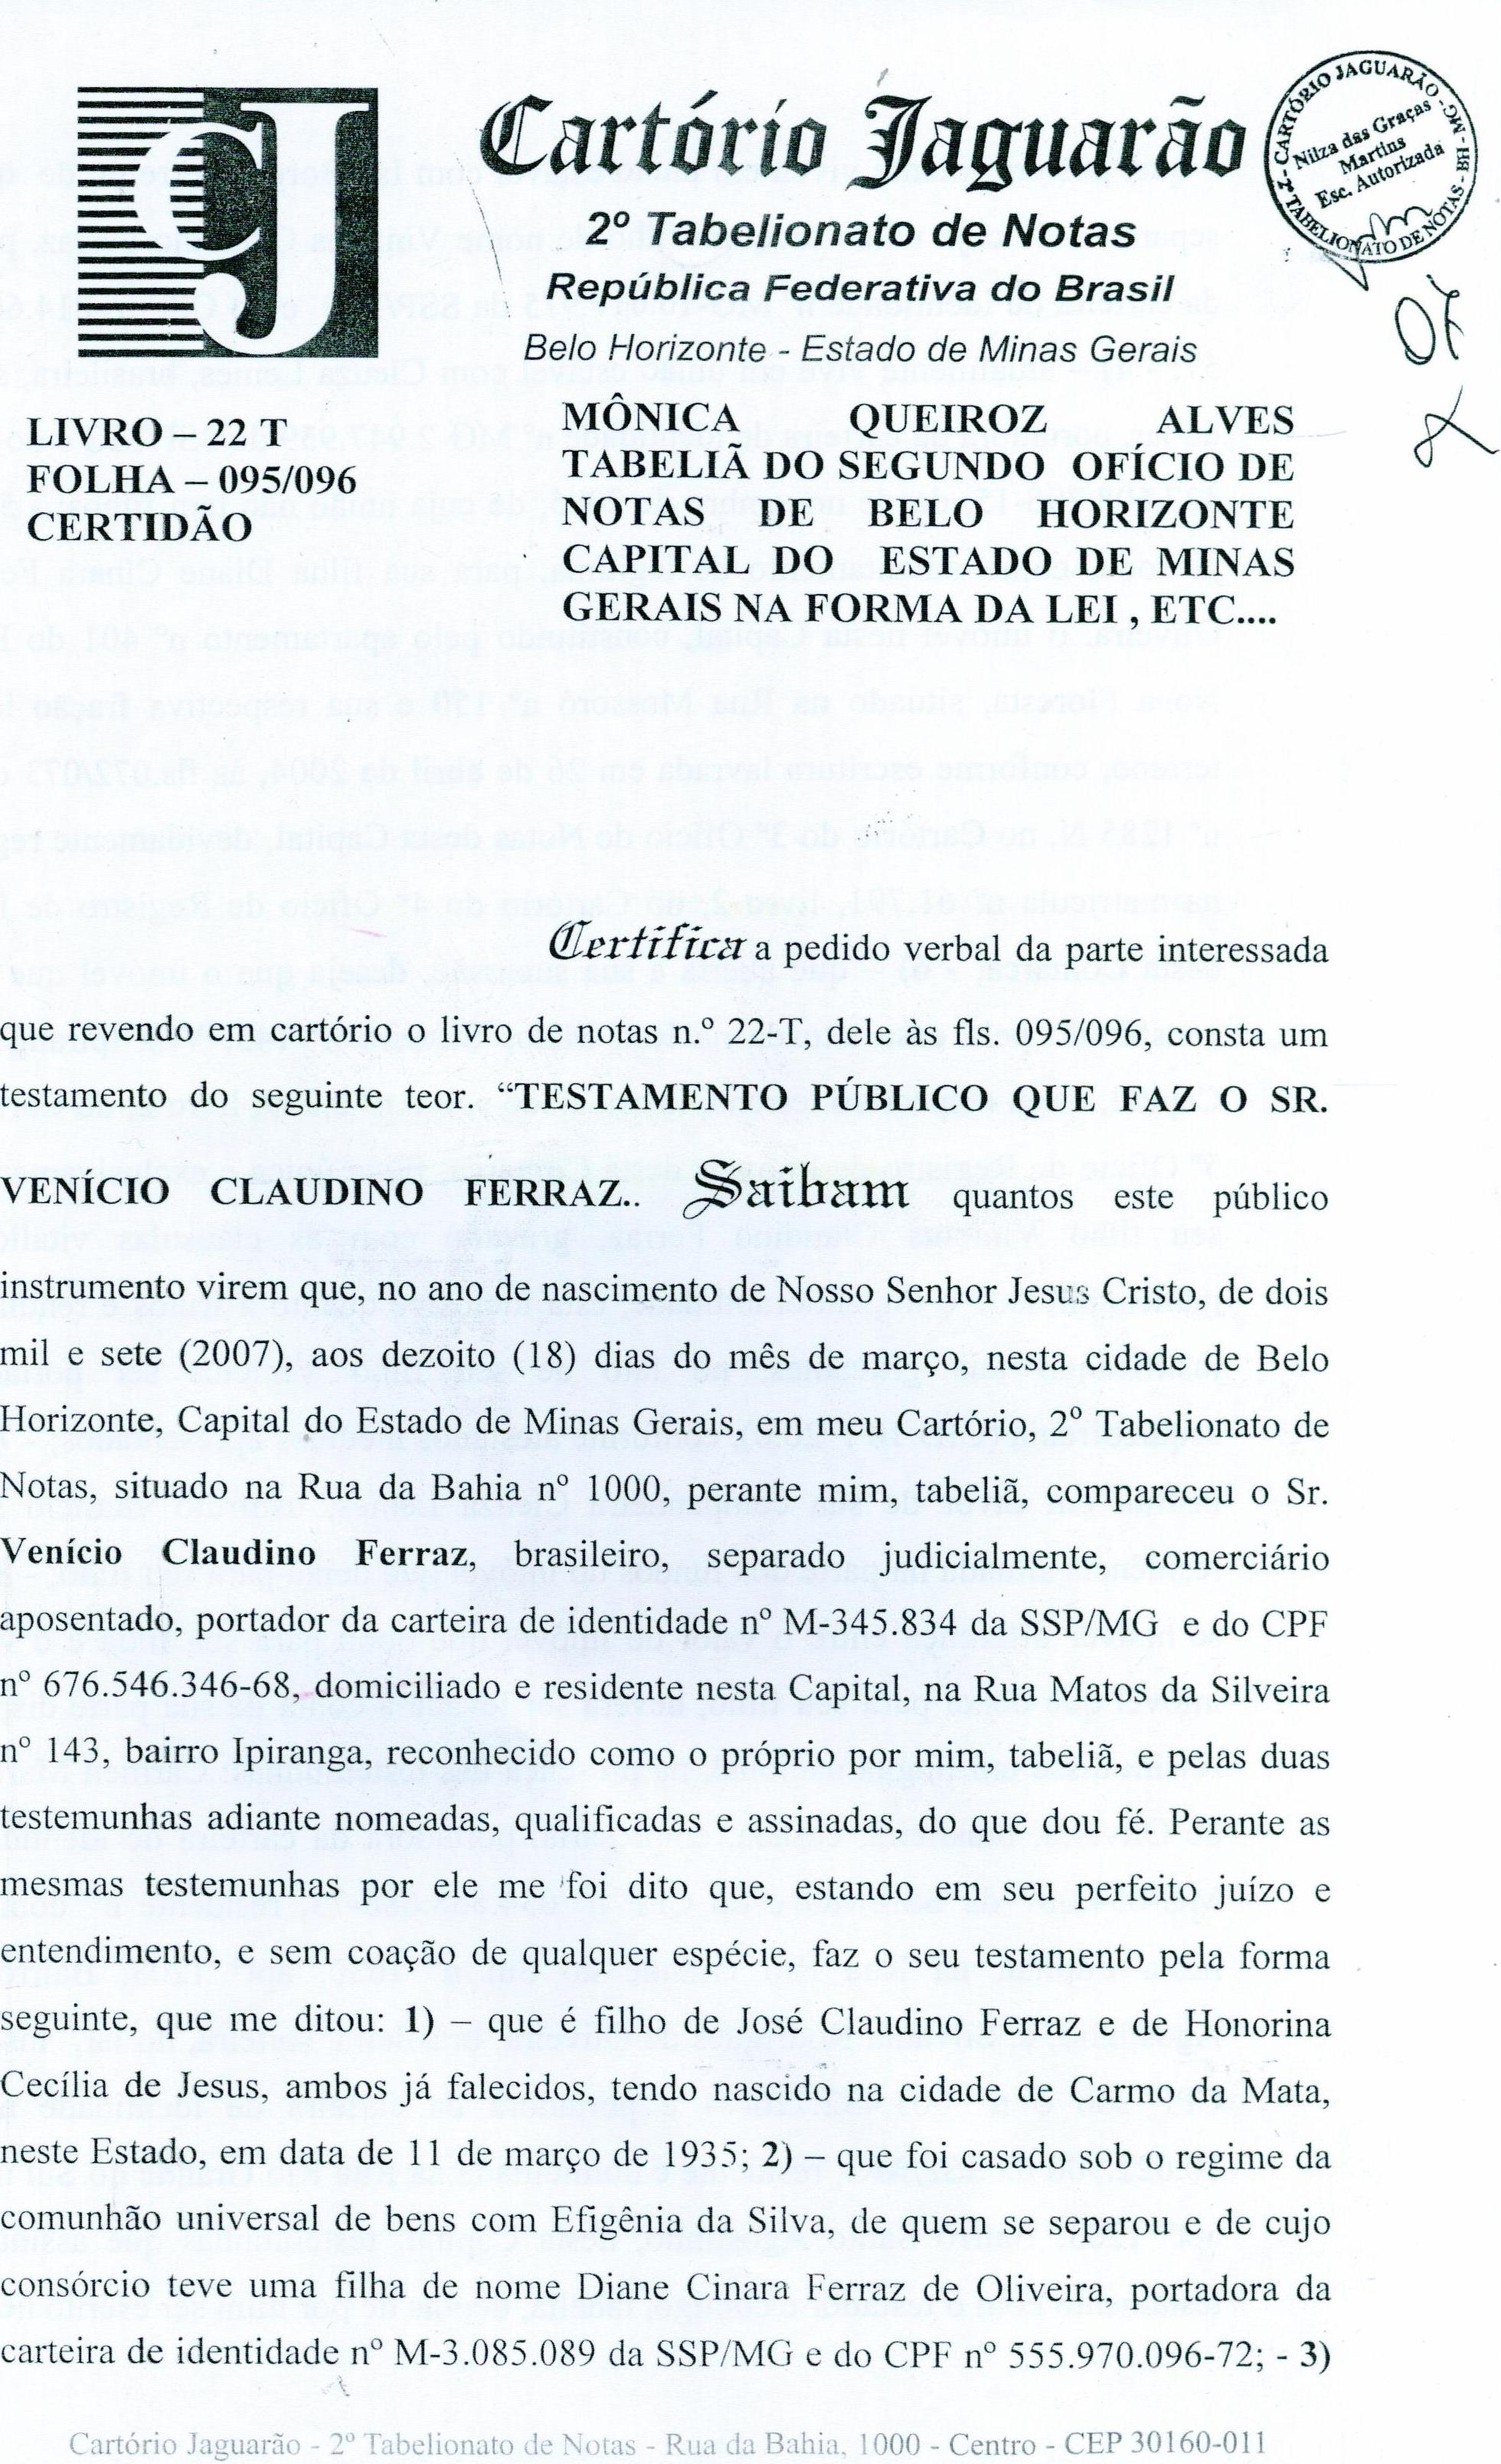 CJ
Cartório Jaguarão
2º Tabelionato de Notas
República Federativa do Brasil
Belo Horizonte - Estado de Minas Gerais
CARTÓRIO JAGUARÃO - MG - BH -
Nilza das Graças
Martins
Esc. Autorizada
TABELIONATO DE NOTAS
07
LIVRO – 22 T
FOLHA – 095/096
CERTIDÃO
MÔNICA QUEIROZ ALVES
TABELIÃ DO SEGUNDO OFÍCIO DE
NOTAS DE BELO HORIZONTE
CAPITAL DO ESTADO DE MINAS
GERAIS NA FORMA DA LEI , ETC....
Certifica a pedido verbal da parte interessada
que revendo em cartório o livro de notas n.º 22-T, dele às fls. 095/096, consta um
testamento do seguinte teor. “TESTAMENTO PÚBLICO QUE FAZ O SR.
VENÍCIO CLAUDINO FERRAZ.. Saibam quantos este público
instrumento virem que, no ano de nascimento de Nosso Senhor Jesus Cristo, de dois
mil e sete (2007), aos dezoito (18) dias do mês de março, nesta cidade de Belo
Horizonte, Capital do Estado de Minas Gerais, em meu Cartório, 2º Tabelionato de
Notas, situado na Rua da Bahia nº 1000, perante mim, tabeliã, compareceu o Sr.
Venício Claudino Ferraz, brasileiro, separado judicialmente, comerciário
aposentado, portador da carteira de identidade nº M-345.834 da SSP/MG e do CPF
nº 676.546.346-68, domiciliado e residente nesta Capital, na Rua Matos da Silveira
nº 143, bairro Ipiranga, reconhecido como o próprio por mim, tabeliã, e pelas duas
testemunhas adiante nomeadas, qualificadas e assinadas, do que dou fé. Perante as
mesmas testemunhas por ele me foi dito que, estando em seu perfeito juízo e
entendimento, e sem coação de qualquer espécie, faz o seu testamento pela forma
seguinte, que me ditou: 1) – que é filho de José Claudino Ferraz e de Honorina
Cecília de Jesus, ambos já falecidos, tendo nascido na cidade de Carmo da Mata,
neste Estado, em data de 11 de março de 1935; 2) – que foi casado sob o regime da
comunhão universal de bens com Efigênia da Silva, de quem se separou e de cujo
consórcio teve uma filha de nome Diane Cinara Ferraz de Oliveira, portadora da
carteira de identidade nº M-3.085.089 da SSP/MG e do CPF nº 555.970.096-72; - 3)
Cartório Jaguarão - 2º Tabelionato de Notas - Rua da Bahia, 1000 - Centro - CEP 30160-011